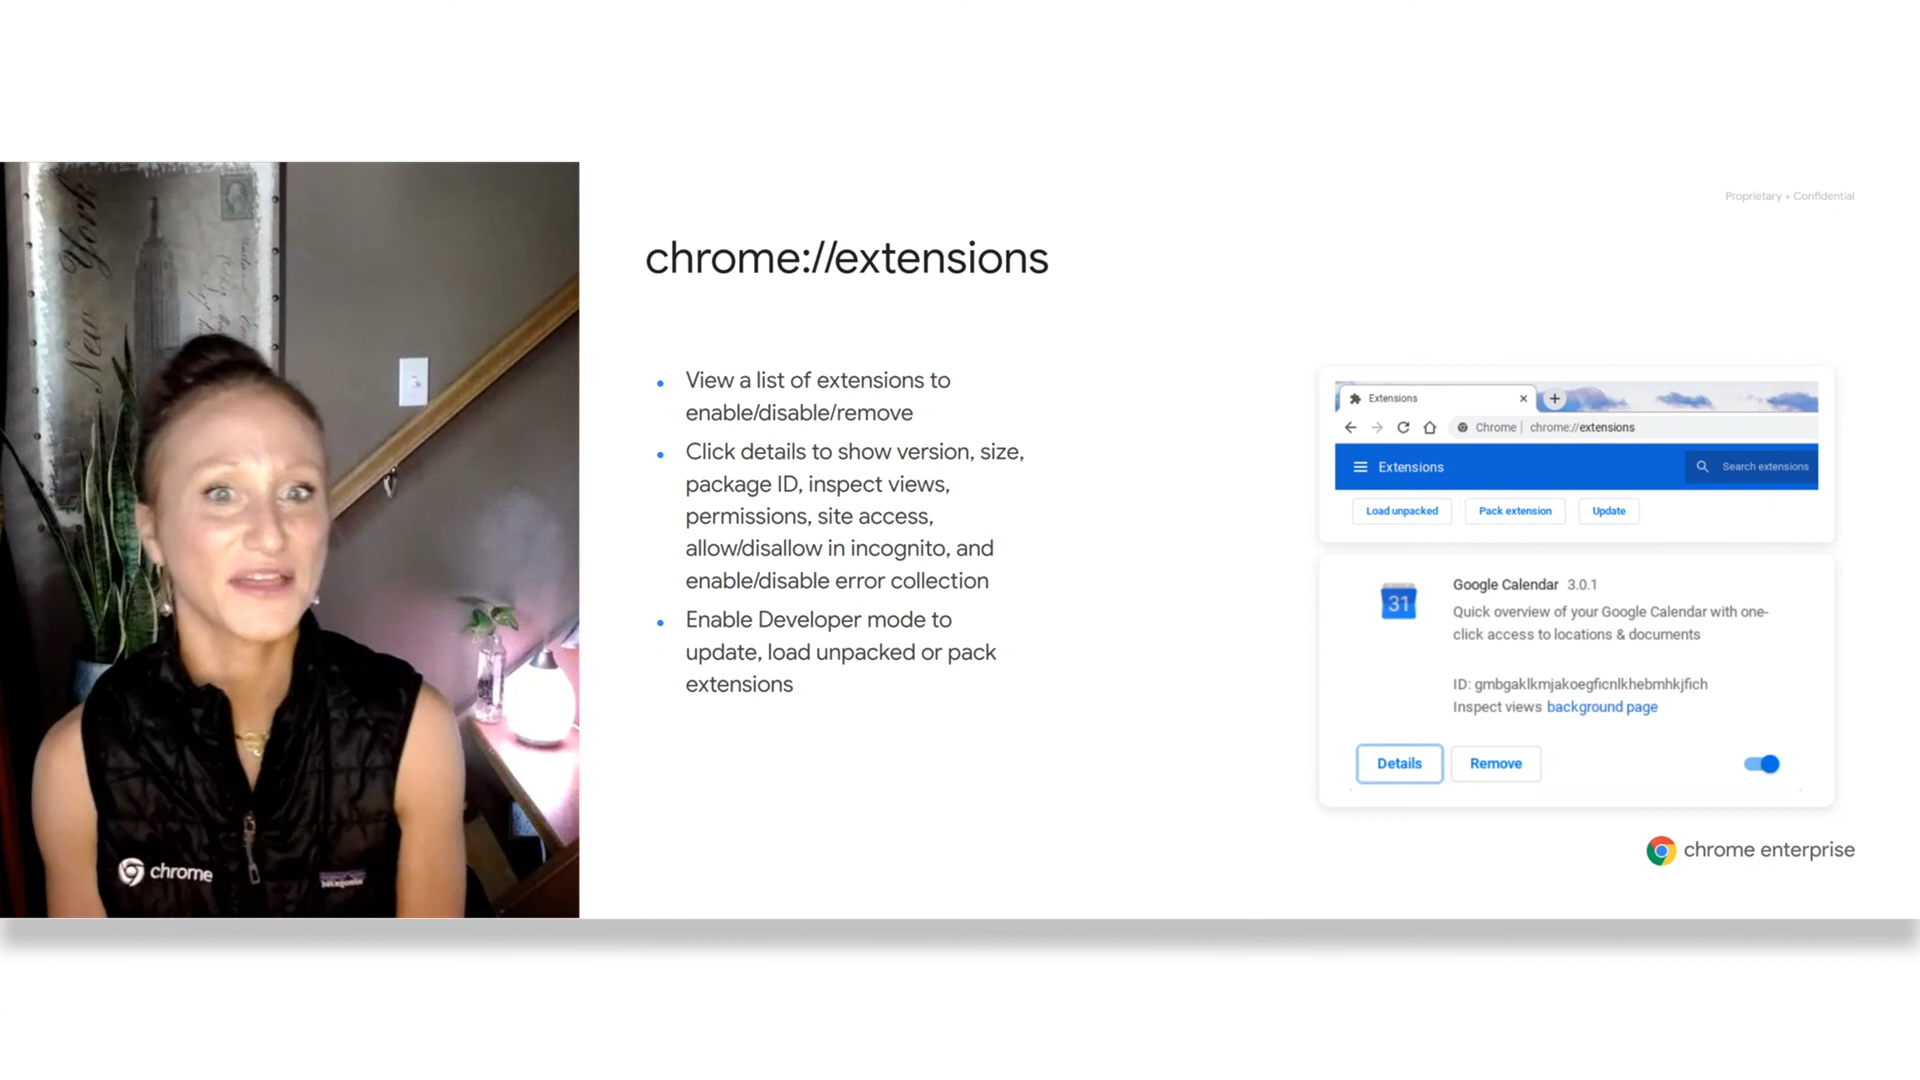 New York
Proprietary + Confidential
chrome://extensions
• View a list of extensions to
enable/disable/remove
• Click details to show version, size,
package ID, inspect views,
permissions, site access,
allow/disallow in incognito, and
enable/disable error collection
• Enable Developer mode to
update, load unpacked or pack
extensions
Extensions
Chrome | chrome://extensions
Extensions
Search extensions
Load unpacked Pack extension Update
31
Google Calendar 3.0.1
Quick overview of your Google Calendar with one-
click access to locations & documents
ID: gmbgaklkmjakoegficnlkhebmhkjfich
Inspect views background page
Details Remove
chrome
patagonia
chrome enterprise